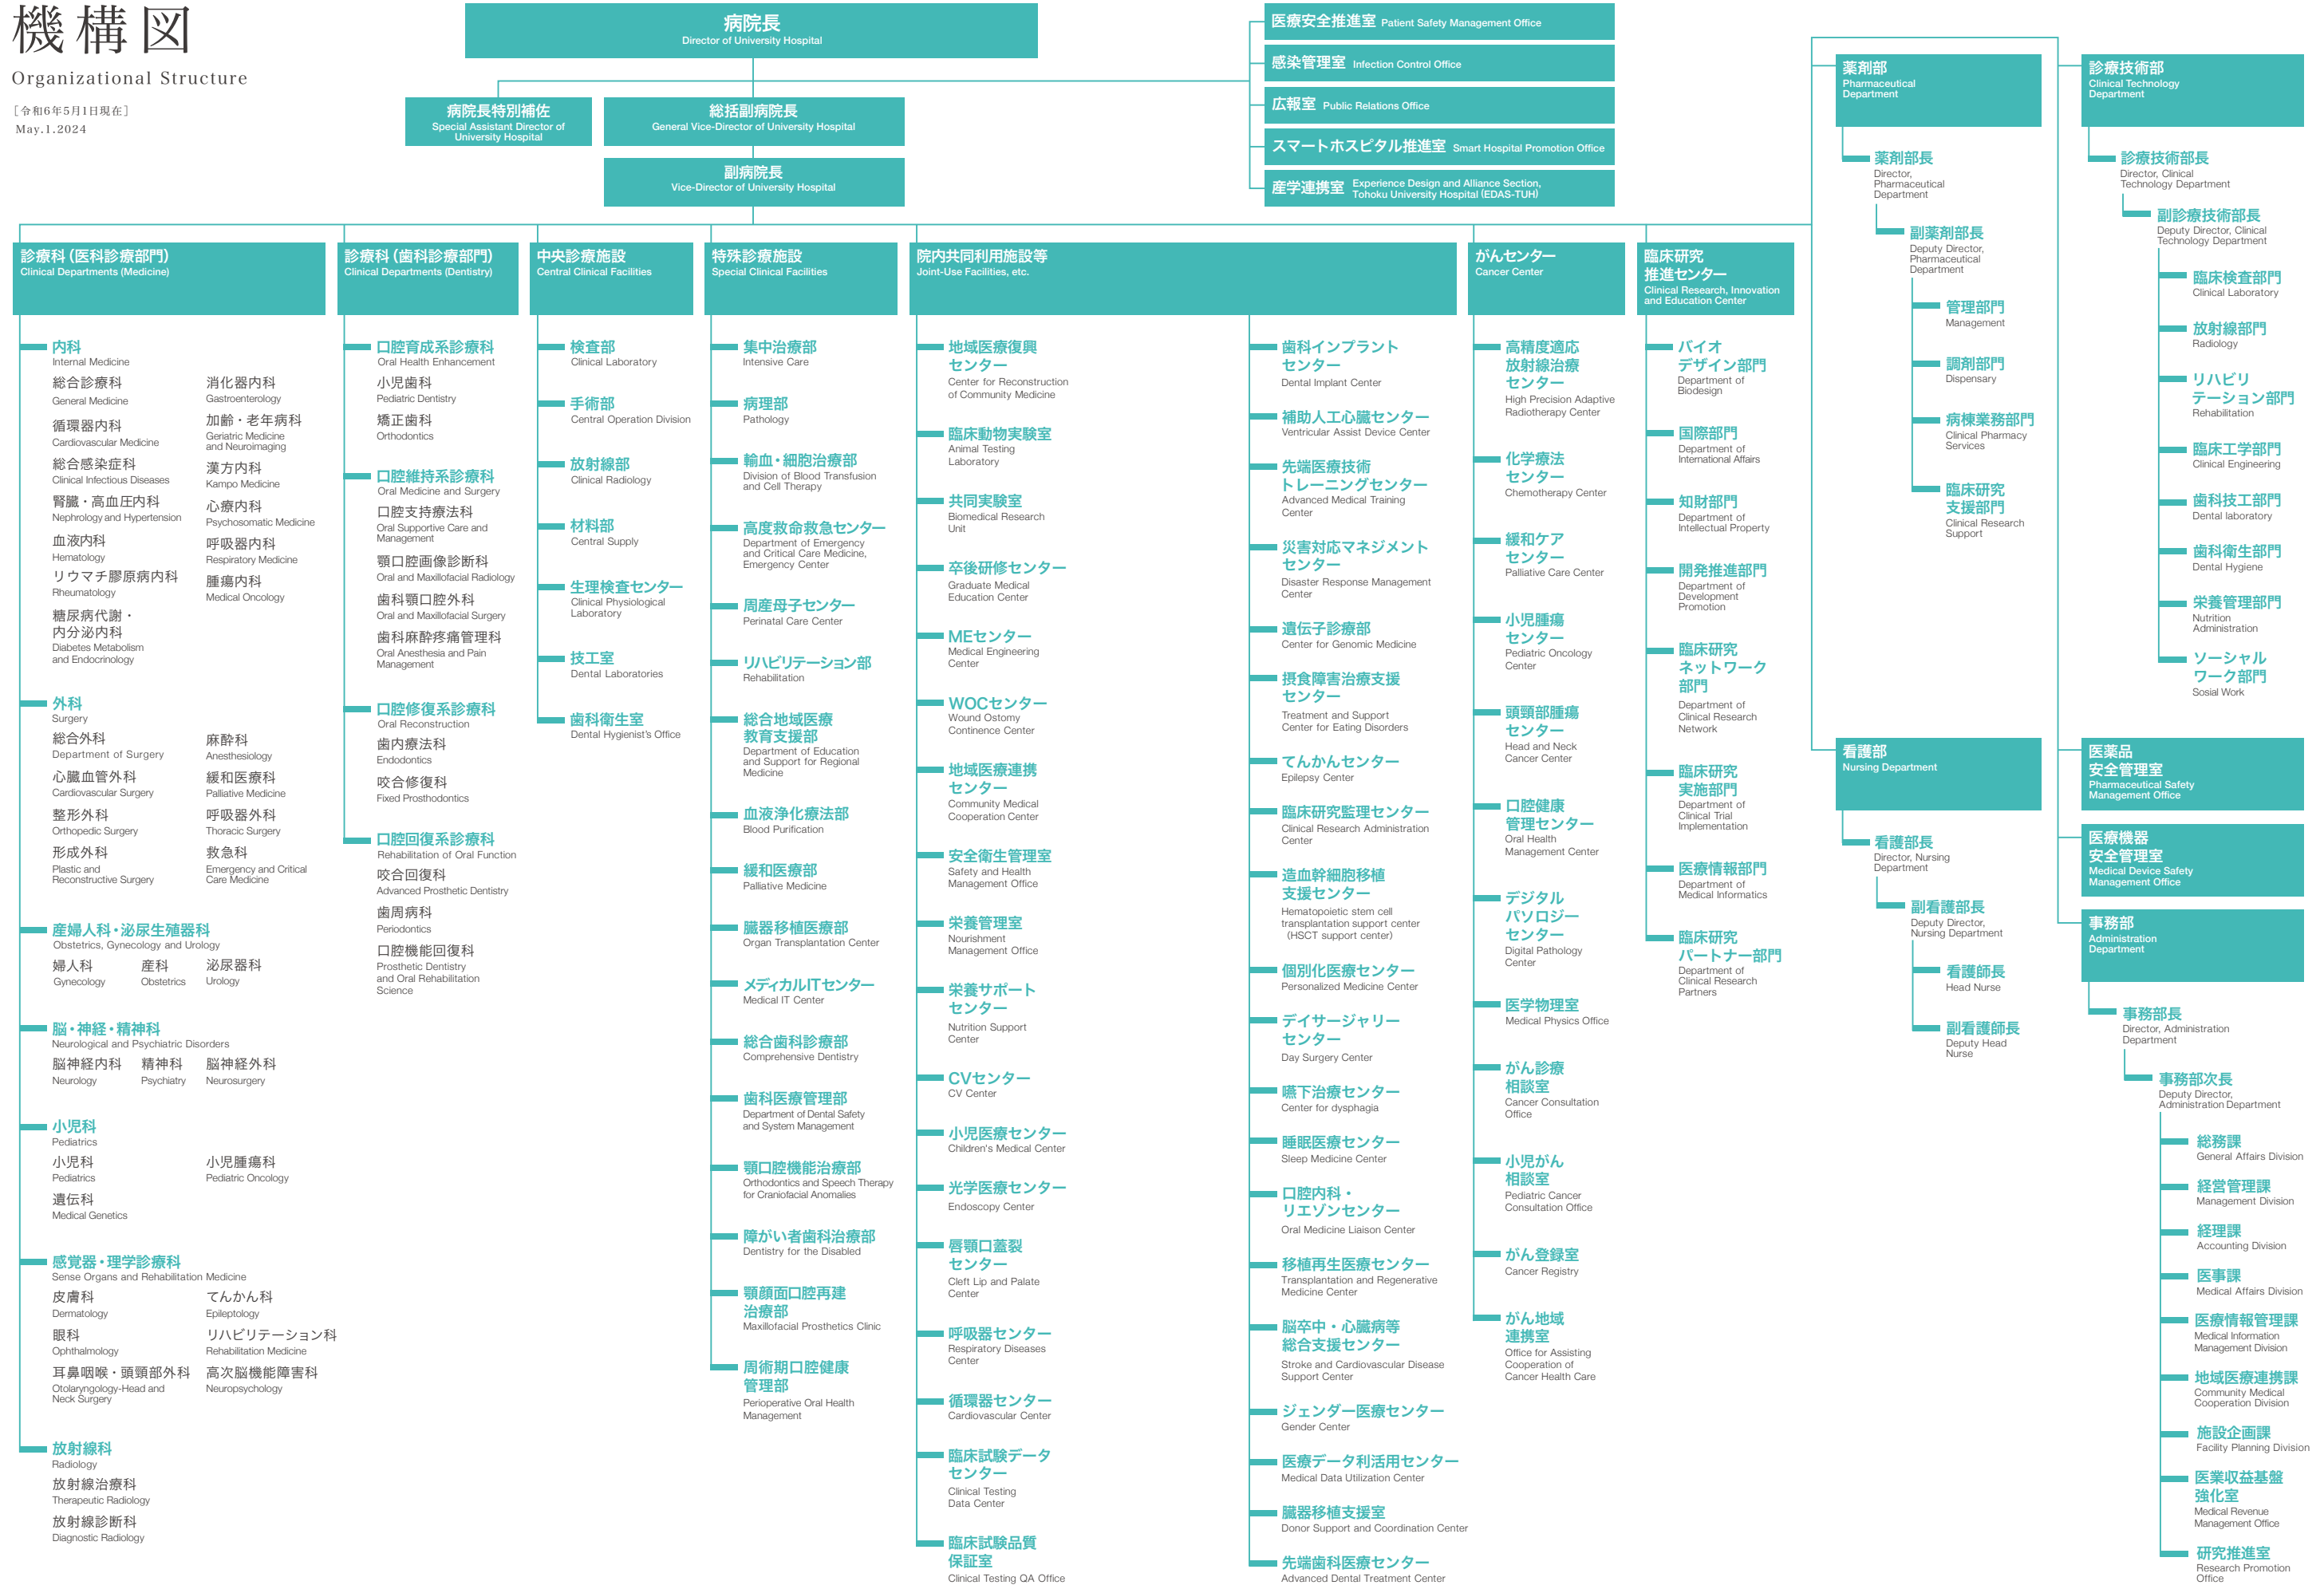 機構図
Organizational Structure
［令和6年5月1日現在］
May.1.2024
病院長
Director of University Hospital
病院長特別補佐
Special Assistant Director of
University Hospital
総括副病院長
General Vice-Director of University Hospital
副病院長
Vice-Director of University Hospital
医療安全推進室 Patient Safety Management Office
感染管理室 Infection Control Office
広報室 Public Relations Office
スマートホスピタル推進室 Smart Hospital Promotion Office
産学連携室 Experience Design and Alliance Section,
Tohoku University Hospital (EDAS-TUH)
診療科（医科診療部門）
Clinical Departments (Medicine)
内科
Internal Medicine
総合診療科
General Medicine
循環器内科
Cardiovascular Medicine
総合感染症科
Clinical Infectious Diseases
腎臓・高血圧内科
Nephrology and Hypertension
血液内科
Hematology
リウマチ膠原病内科
Rheumatology
糖尿病代謝・
内分泌内科
Diabetes Metabolism
and Endocrinology
消化器内科
Gastroenterology
加齢・老年病科
Geriatric Medicine
and Neuroimaging
漢方内科
Kampo Medicine
心療内科
Psychosomatic Medicine
呼吸器内科
Respiratory Medicine
腫瘍内科
Medical Oncology
外科
Surgery
総合外科
Department of Surgery
心臓血管外科
Cardiovascular Surgery
整形外科
Orthopedic Surgery
形成外科
Plastic and
Reconstructive Surgery
麻酔科
Anesthesiology
緩和医療科
Palliative Medicine
呼吸器外科
Thoracic Surgery
救急科
Emergency and Critical
Care Medicine
産婦人科・泌尿生殖器科
Obstetrics, Gynecology and Urology
婦人科
Gynecology
産科
Obstetrics
泌尿器科
Urology
脳・神経・精神科
Neurological and Psychiatric Disorders
脳神経内科
Neurology
精神科
Psychiatry
脳神経外科
Neurosurgery
小児科
Pediatrics
小児科
Pediatrics
小児腫瘍科
Pediatric Oncology
遺伝科
Medical Genetics
感覚器・理学診療科
Sense Organs and Rehabilitation Medicine
皮膚科
Dermatology
眼科
Ophthalmology
耳鼻咽喉・頭頸部外科
Otolaryngology-Head and
Neck Surgery
てんかん科
Epileptology
リハビリテーション科
Rehabilitation Medicine
高次脳機能障害科
Neuropsychology
放射線科
Radiology
放射線治療科
Therapeutic Radiology
放射線診断科
Diagnostic Radiology
診療科（歯科診療部門）
Clinical Departments (Dentistry)
口腔育成系診療科
Oral Health Enhancement
小児歯科
Pediatric Dentistry
矯正歯科
Orthodontics
口腔維持系診療科
Oral Medicine and Surgery
口腔支持療法科
Oral Supportive Care and
Management
顎口腔画像診断科
Oral and Maxillofacial Radiology
歯科顎口腔外科
Oral and Maxillofacial Surgery
歯科麻酔疼痛管理科
Oral Anesthesia and Pain
Management
口腔修復系診療科
Oral Reconstruction
歯内療法科
Endodontics
咬合修復科
Fixed Prosthodontics
口腔回復系診療科
Rehabilitation of Oral Function
咬合回復科
Advanced Prosthetic Dentistry
歯周病科
Periodontics
口腔機能回復科
Prosthetic Dentistry
and Oral Rehabilitation
Science
中央診療施設
Central Clinical Facilities
検査部
Clinical Laboratory
手術部
Central Operation Division
放射線部
Clinical Radiology
材料部
Central Supply
生理検査センター
Clinical Physiological
Laboratory
技工室
Dental Laboratories
歯科衛生室
Dental Hygienist's Office
特殊診療施設
Special Clinical Facilities
集中治療部
Intensive Care
病理部
Pathology
輸血・細胞治療部
Division of Blood Transfusion
and Cell Therapy
高度救命救急センター
Department of Emergency
and Critical Care Medicine,
Emergency Center
周産母子センター
Perinatal Care Center
リハビリテーション部
Rehabilitation
総合地域医療
教育支援部
Department of Education
and Support for Regional
Medicine
血液浄化療法部
Blood Purification
緩和医療部
Palliative Medicine
臓器移植医療部
Organ Transplantation Center
メディカルITセンター
Medical IT Center
総合歯科診療部
Comprehensive Dentistry
歯科医療管理部
Department of Dental Safety
and System Management
顎口腔機能治療部
Orthodontics and Speech Therapy
for Craniofacial Anomalies
障がい者歯科治療部
Dentistry for the Disabled
顎顔面口腔再建
治療部
Maxillofacial Prosthetics Clinic
周術期口腔健康
管理部
Perioperative Oral Health
Management
院内共同利用施設等
Joint-Use Facilities, etc.
地域医療復興
センター
Center for Reconstruction
of Community Medicine
臨床動物実験室
Animal Testing
Laboratory
共同実験室
Biomedical Research
Unit
卒後研修センター
Graduate Medical
Education Center
MEセンター
Medical Engineering
Center
WOCセンター
Wound Ostomy
Continence Center
地域医療連携
センター
Community Medical
Cooperation Center
安全衛生管理室
Safety and Health
Management Office
栄養管理室
Nourishment
Management Office
栄養サポート
センター
Nutrition Support
Center
CVセンター
CV Center
小児医療センター
Children's Medical Center
光学医療センター
Endoscopy Center
唇顎口蓋裂
センター
Cleft Lip and Palate
Center
呼吸器センター
Respiratory Diseases
Center
循環器センター
Cardiovascular Center
臨床試験データ
センター
Clinical Testing
Data Center
臨床試験品質
保証室
Clinical Testing QA Office
歯科インプラント
センター
Dental Implant Center
補助人工心臓センター
Ventricular Assist Device Center
先端医療技術
トレーニングセンター
Advanced Medical Training
Center
災害対応マネジメント
センター
Disaster Response Management
Center
遺伝子診療部
Center for Genomic Medicine
摂食障害治療支援
センター
Treatment and Support
Center for Eating Disorders
てんかんセンター
Epilepsy Center
臨床研究監理センター
Clinical Research Administration
Center
造血幹細胞移植
支援センター
Hematopoietic stem cell
transplantation support center
（HSCT support center）
個別化医療センター
Personalized Medicine Center
デイサージャリー
センター
Day Surgery Center
嚥下治療センター
Center for dysphagia
睡眠医療センター
Sleep Medicine Center
口腔内科・
リエゾンセンター
Oral Medicine Liaison Center
移植再生医療センター
Transplantation and Regenerative
Medicine Center
脳卒中・心臓病等
総合支援センター
Stroke and Cardiovascular Disease
Support Center
ジェンダー医療センター
Gender Center
医療データ利活用センター
Medical Data Utilization Center
臓器移植支援室
Donor Support and Coordination Center
先端歯科医療センター
Advanced Dental Treatment Center
がんセンター
Cancer Center
高精度適応
放射線治療
センター
High Precision Adaptive
Radiotherapy Center
化学療法
センター
Chemotherapy Center
緩和ケア
センター
Palliative Care Center
小児腫瘍
センター
Pediatric Oncology
Center
頭頸部腫瘍
センター
Head and Neck
Cancer Center
口腔健康
管理センター
Oral Health
Management Center
デジタル
パソロジー
センター
Digital Pathology
Center
医学物理室
Medical Physics Office
がん診療
相談室
Cancer Consultation
Office
小児がん
相談室
Pediatric Cancer
Consultation Office
がん登録室
Cancer Registry
がん地域
連携室
Office for Assisting
Cooperation of
Cancer Health Care
臨床研究
推進センター
Clinical Research, Innovation
and Education Center
バイオ
デザイン部門
Department of
Biodesign
国際部門
Department of
International Affairs
知財部門
Department of
Intellectual Property
開発推進部門
Department of
Development
Promotion
臨床研究
ネットワーク
部門
Department of
Clinical Research
Network
臨床研究
実施部門
Department of
Clinical Trial
Implementation
医療情報部門
Department of
Medical Informatics
臨床研究
パートナー部門
Department of
Clinical Research
Partners
薬剤部
Pharmaceutical
Department
薬剤部長
Director,
Pharmaceutical
Department
副薬剤部長
Deputy Director,
Pharmaceutical
Department
管理部門
Management
調剤部門
Dispensary
病棟業務部門
Clinical Pharmacy
Services
臨床研究
支援部門
Clinical Research
Support
看護部
Nursing Department
看護部長
Director, Nursing
Department
副看護部長
Deputy Director,
Nursing Department
看護師長
Head Nurse
副看護師長
Deputy Head
Nurse
診療技術部
Clinical Technology
Department
診療技術部長
Director, Clinical
Technology Department
副診療技術部長
Deputy Director, Clinical
Technology Department
臨床検査部門
Clinical Laboratory
放射線部門
Radiology
リハビリ
テーション部門
Rehabilitation
臨床工学部門
Clinical Engineering
歯科技工部門
Dental laboratory
歯科衛生部門
Dental Hygiene
栄養管理部門
Nutrition
Administration
ソーシャル
ワーク部門
Sosial Work
医薬品
安全管理室
Pharmaceutical Safety
Management Office
医療機器
安全管理室
Medical Device Safety
Management Office
事務部
Administration
Department
事務部長
Director, Administration
Department
事務部次長
Deputy Director,
Administration Department
総務課
General Affairs Division
経営管理課
Management Division
経理課
Accounting Division
医事課
Medical Affairs Division
医療情報管理課
Medical Information
Management Division
地域医療連携課
Community Medical
Cooperation Division
施設企画課
Facility Planning Division
医業収益基盤
強化室
Medical Revenue
Management Office
研究推進室
Research Promotion
Office